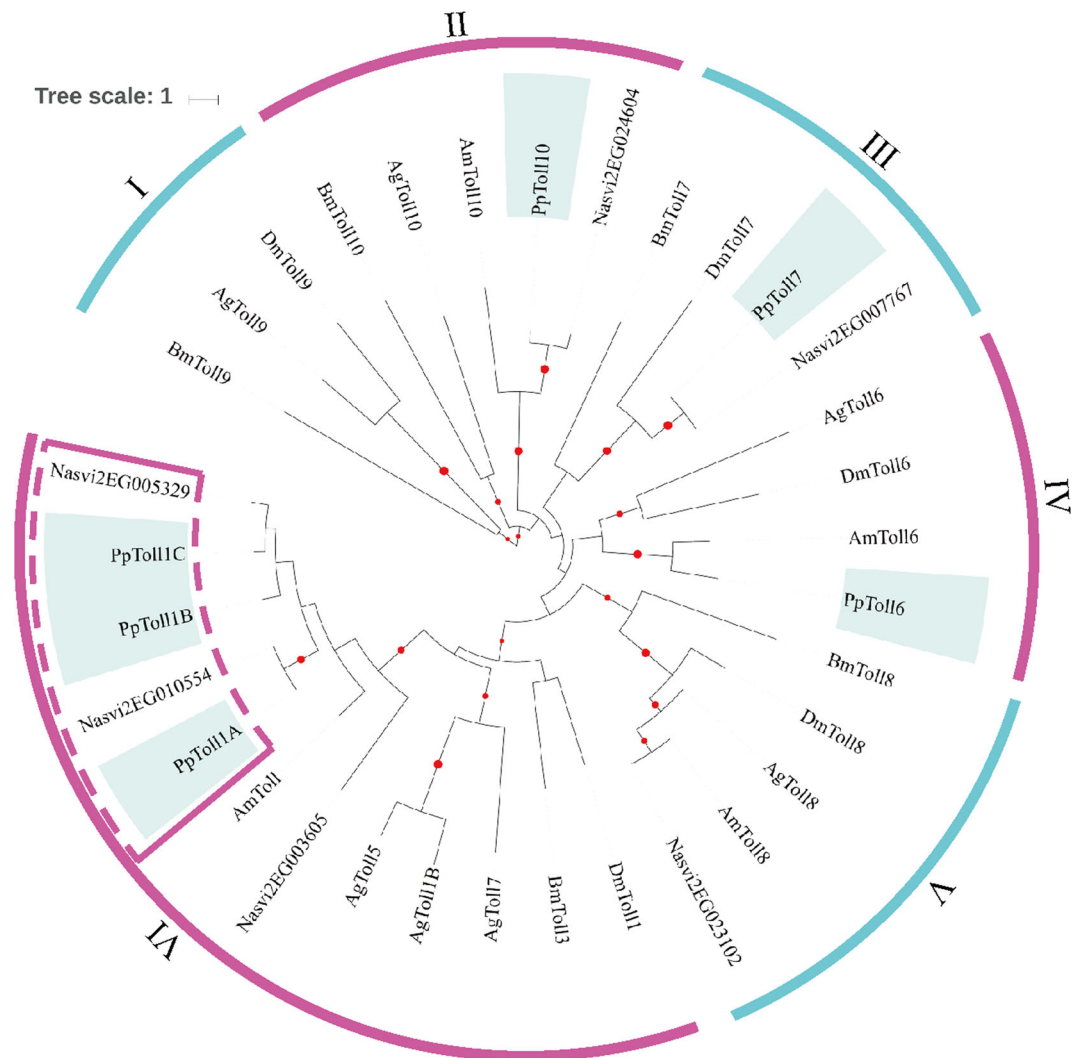 Tree scale: 1
I
II
III
IV
V
VI
BmToll9
AgToll9
DmToll9
BmToll10
AgToll10
AmToll10
PpToll10
Nasvi2EG024604
BmToll7
DmToll7
PpToll7
Nasvi2EG007767
AgToll6
DmToll6
AmToll6
PpToll6
BmToll8
DmToll8
AgToll8
AmToll8
Nasvi2EG023102
DmToll1
BmToll3
AgToll7
AgToll1B
AgToll5
Nasvi2EG003605
AmToll
PpToll1A
Nasvi2EG010554
PpToll1B
PpToll1C
Nasvi2EG005329